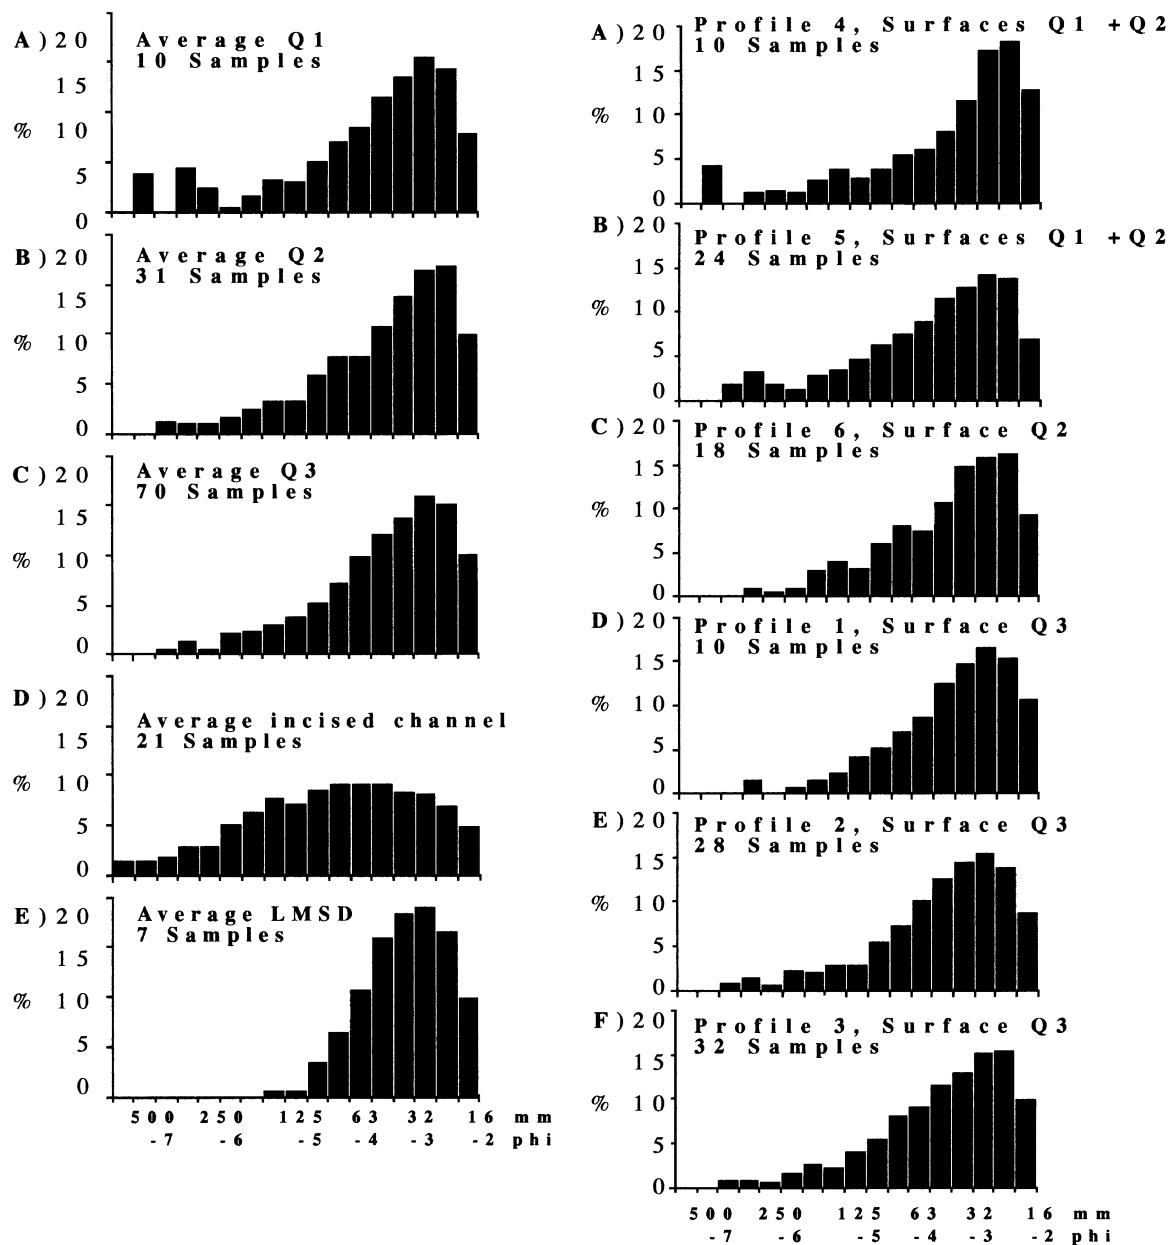 A) 20
Average Q1
10 Samples
15
% 10
5
0
B) 20
Average Q2
31 Samples
15
% 10
5
0
C) 20
Average Q3
70 Samples
15
% 10
5
0
D) 20
Average incised channel
21 Samples
15
% 10
5
0
E) 20
Average LMSD
7 Samples
15
% 10
5
0
500 250 125 63 32 16 mm
-7 -6 -5 -4 -3 -2 phi
A) 20
Profile 4, Surfaces Q1 +Q2
10 Samples
15
% 10
5
0
B) 20
Profile 5, Surfaces Q1 +Q2
24 Samples
15
% 10
5
0
C) 20
Profile 6, Surface Q2
18 Samples
15
% 10
5
0
D) 20
Profile 1, Surface Q3
10 Samples
15
% 10
5
0
E) 20
Profile 2, Surface Q3
28 Samples
15
% 10
5
0
F) 20
Profile 3, Surface Q3
32 Samples
15
% 10
5
0
500 250 125 63 32 16 mm
-7 -6 -5 -4 -3 -2 phi